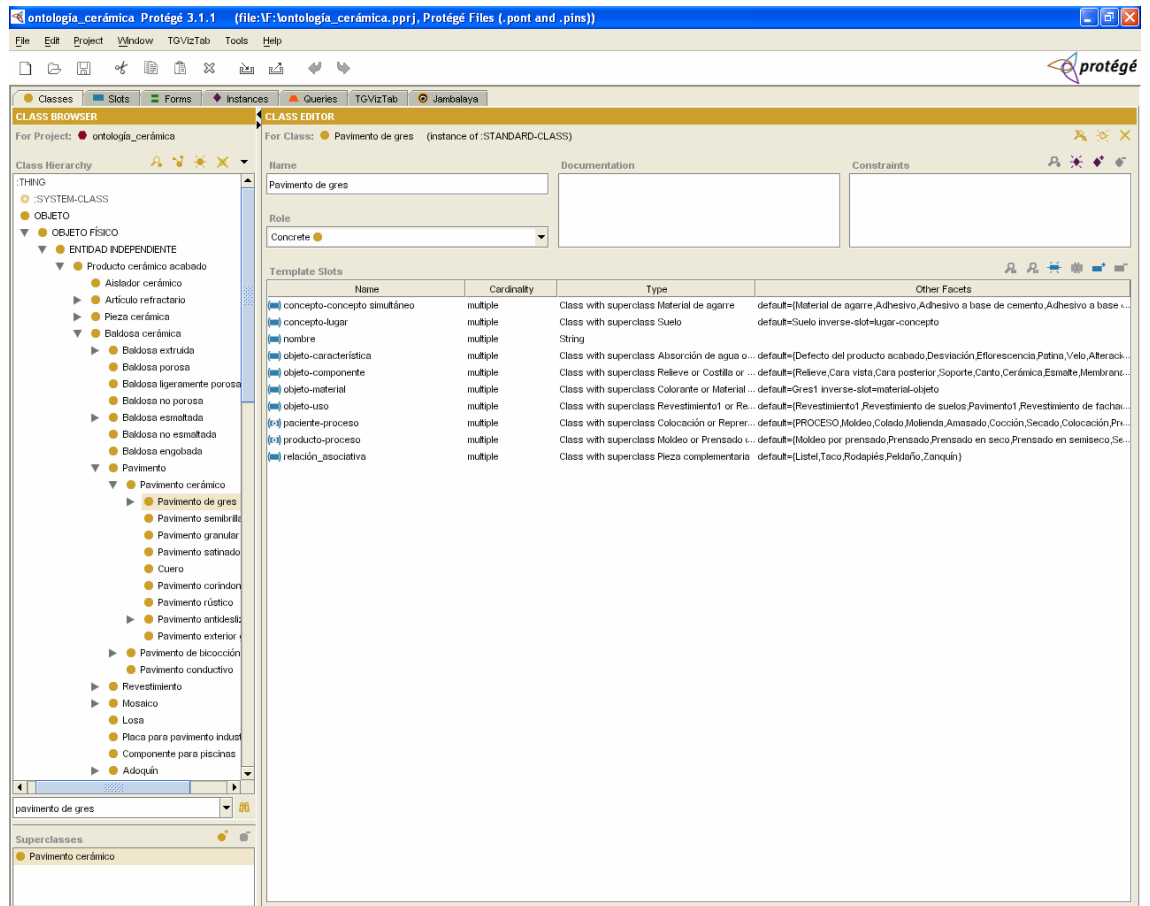 ontología_cerámica Protégé 3.1.1 (file:\F:\ontología_cerámica.pprj, Protégé Files (.pont and .pins))
File Edit Project Window TGVizTab Tools Help
protégé
Classes Slots Forms Instances Queries TGVizTab Jambalaya
CLASS BROWSER
For Project: ontología_cerámica
Class Hierarchy
:THING
:SYSTEM-CLASS
OBJETO
OBJETO FÍSICO
ENTIDAD INDEPENDIENTE
Producto cerámico acabado
Aislador cerámico
Artículo refractario
Pieza cerámica
Baldosa cerámica
Baldosa extruida
Baldosa porosa
Baldosa ligeramente porosa
Baldosa no porosa
Baldosa esmaltada
Baldosa no esmaltada
Baldosa engobada
Pavimento
Pavimento cerámico
Pavimento de gres
Pavimento semibrilla
Pavimento granular
Pavimento satinado
Cuero
Pavimento corindon
Pavimento rústico
Pavimento antidesli
Pavimento exterior
Pavimento de bicocción
Pavimento conductivo
Revestimiento
Mosaico
Losa
Placa para pavimento indust
Componente para piscinas
Adoquín
pavimento de gres
Superclasses
Pavimento cerámico
CLASS EDITOR
For Class: Pavimento de gres (instance of :STANDARD-CLASS)
Name Documentation Constraints
Pavimento de gres
Role
Concrete
Template Slots
Name Cardinality Type Other Facets
concepto-concepto simultáneo multiple Class with superclass Material de agarre default={Material de agarre,Adhesivo,Adhesivo a base de cemento,Adhesivo a base
concepto-lugar multiple Class with superclass Suelo default=Suelo inverse-slot=lugar-concepto
nombre multiple String
objeto-característica multiple Class with superclass Absorción de agua o... default={Defecto del producto acabado,Desviación,Eflorescencia,Patina,Velo,Alteraci...
objeto-componente multiple Class with superclass Relieve or Costilla or ... default={Relieve,Cara vista,Cara posterior,Soporte,Canto,Cerámica,Esmalte,Membrana...
objeto-material multiple Class with superclass Colorante or Material ... default=Gres1 inverse-slot=material-objeto
objeto-uso multiple Class with superclass Revestimiento1 or Re... default={Revestimiento1,Revestimiento de suelos,Pavimento1,Revestimiento de fachad...
paciente-proceso multiple Class with superclass Colocación or Repren... default={PROCESO,Moldeo,Colado,Molienda,Amasado,Cocción,Secado,Colocación,Pre...
producto-proceso multiple Class with superclass Moldeo or Prensado o... default={Moldeo por prensado,Prensado,Prensado en seco,Prensado en semiseco,Se...
relación_asociativa multiple Class with superclass Pieza complementaria default={Listel,Taco,Rodapiés,Peldaño,Zanquín}